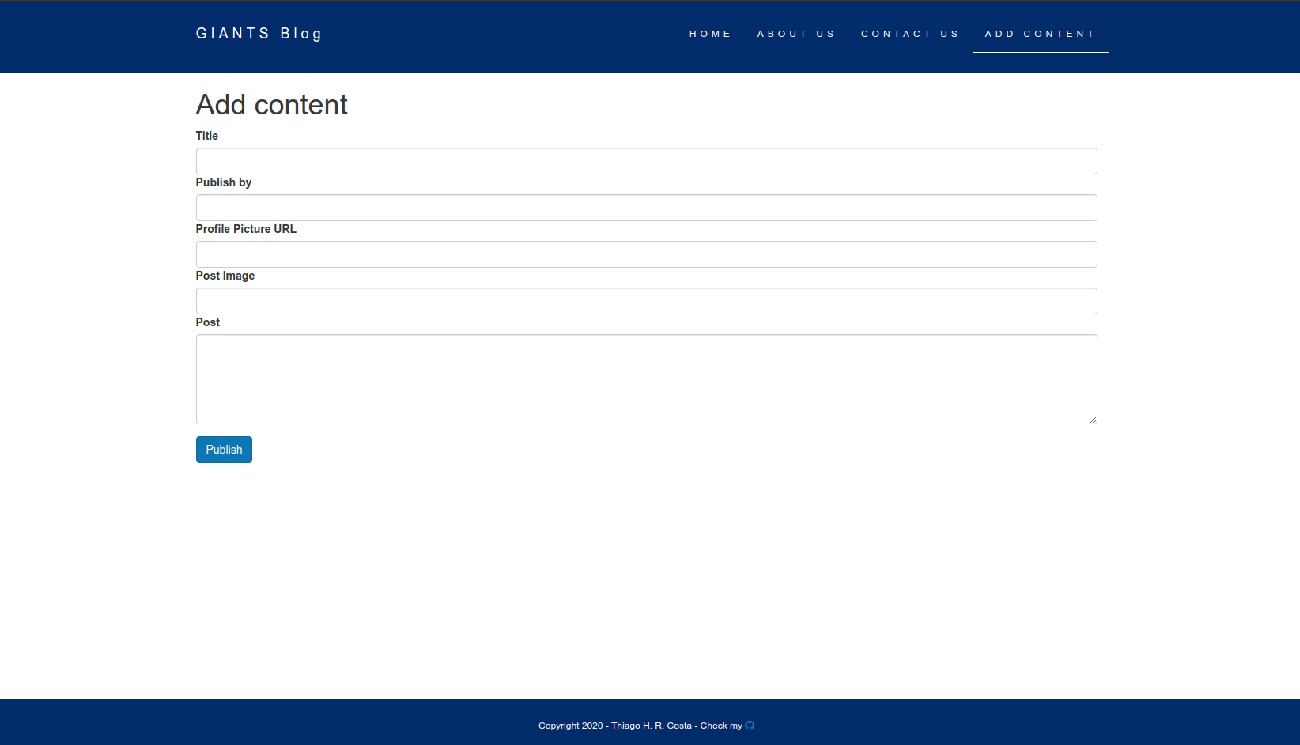 GIANTS Blog
HOME ABOUT US CONTACT US ADD CONTENT
Add content
Title
Publish by
Profile Picture URL
Post Image
Post
Publish
Copyright 2020 - Thiago H. R. Costa - Check my